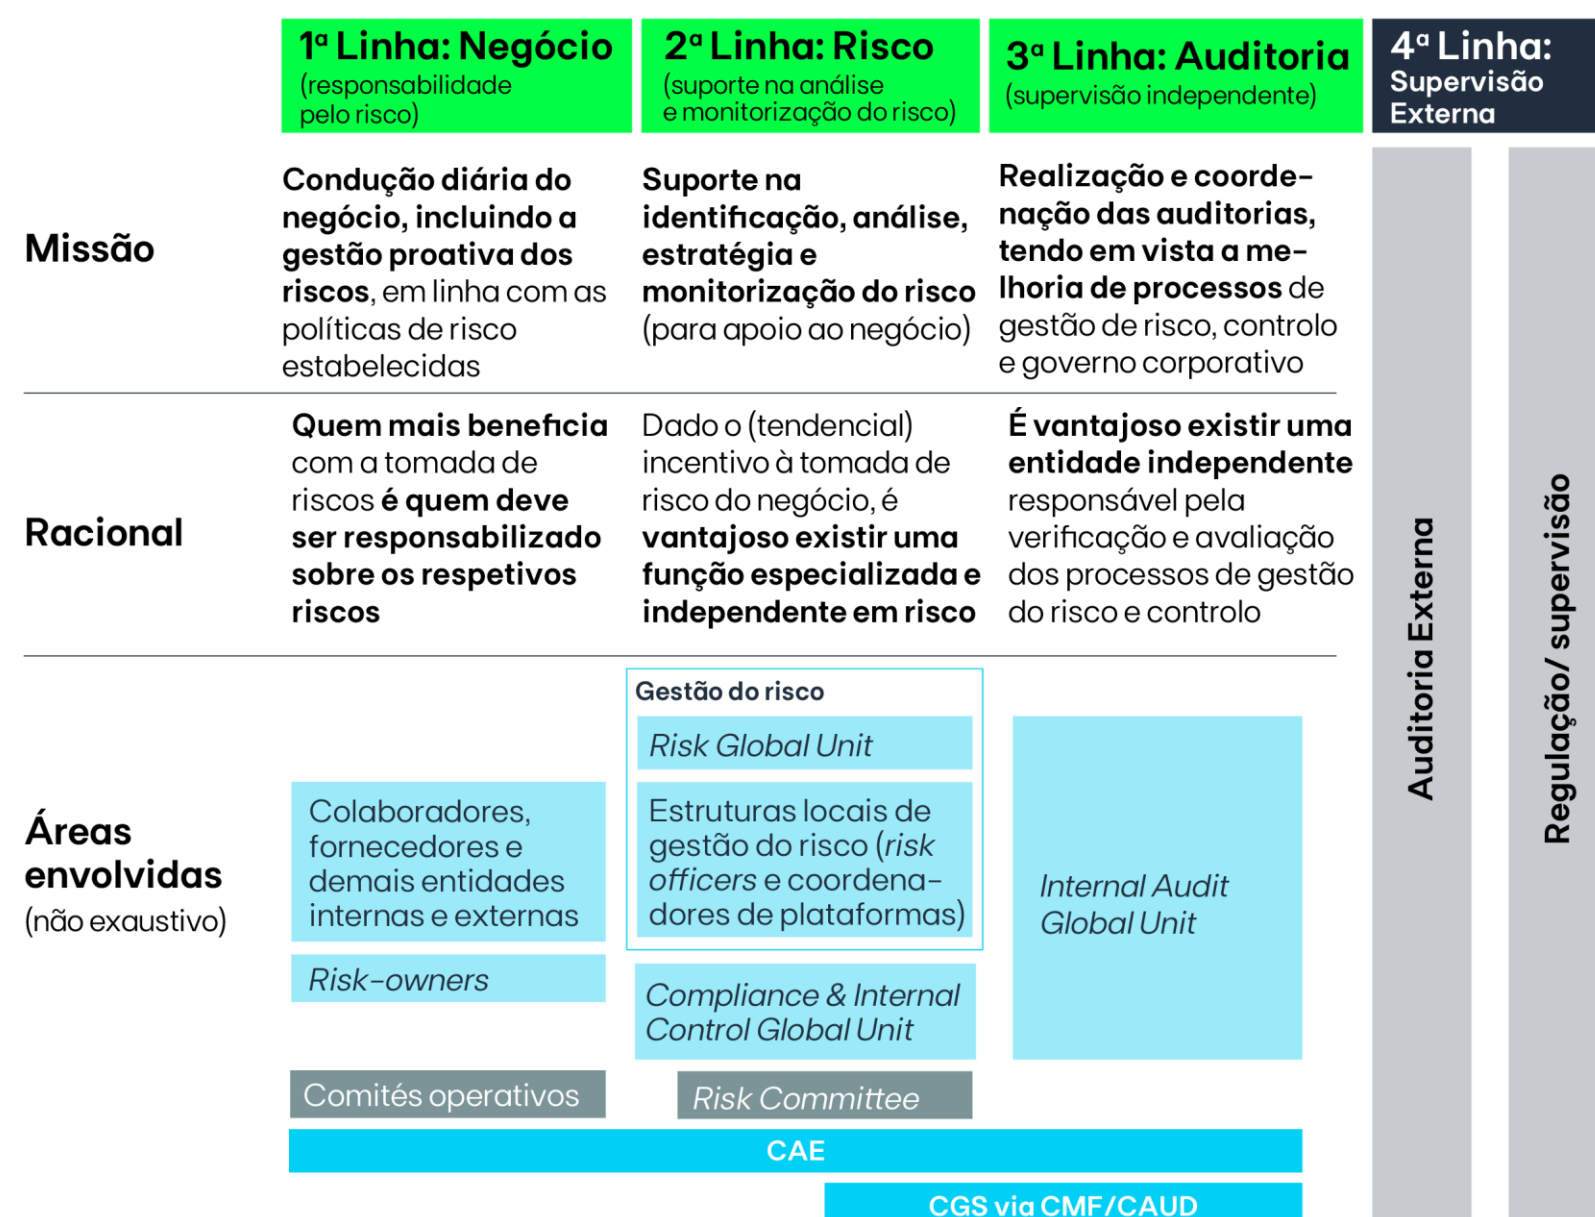 1ª Linha: Negócio
(responsabilidade
pelo risco)
2ª Linha: Risco
(suporte na análise
e monitorização do risco)
3ª Linha: Auditoria
(supervisão independente)
4ª Linha:
Supervisão
Externa
Missão
Condução diária do
negócio, incluindo a
gestão proativa dos
riscos, em linha com as
políticas de risco
estabelecidas
Suporte na
identificação, análise,
estratégia e
monitorização do risco
(para apoio ao negócio)
Realização e coorde-
nação das auditorias,
tendo em vista a me-
lhoria de processos de
gestão de risco, controlo
e governo corporativo
Racional
Quem mais beneficia
com a tomada de
riscos é quem deve
ser responsabilizado
sobre os respetivos
riscos
Dado o (tendencial)
incentivo à tomada de
risco do negócio, é
vantajoso existir uma
função especializada e
independente em risco
É vantajoso existir uma
entidade independente
responsável pela
verificação e avaliação
dos processos de gestão
do risco e controlo
Áreas
envolvidas
(não exaustivo)
Colaboradores,
fornecedores e
demais entidades
internas e externas
Risk-owners
Comités operativos
Gestão do risco
Risk Global Unit
Estruturas locais de
gestão do risco (risk
officers e coordena-
dores de plataformas)
Compliance & Internal
Control Global Unit
Risk Committee
Internal Audit
Global Unit
CAE
CGS via CMF/CAUD
Auditoria Externa
Regulação/ supervisão